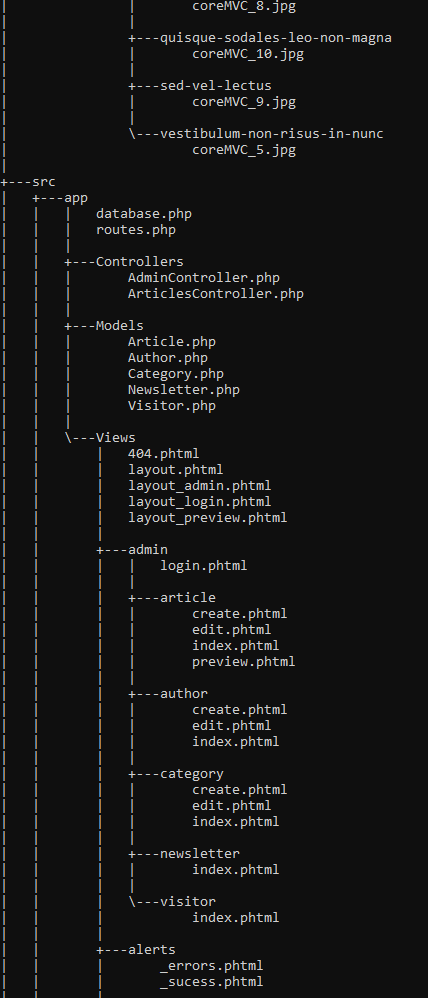 |   |           |       coreMVC_8.jpg
|   |           |
|   |           +---quisque-sodales-leo-non-magna
|   |           |       coreMVC_10.jpg
|   |           |
|   |           +---sed-vel-lectus
|   |           |       coreMVC_9.jpg
|   |           |
|   |           \---vestibulum-non-risus-in-nunc
|   |                   coreMVC_5.jpg
|
+---src
|   +---app
|   |   |   database.php
|   |   |   routes.php
|   |   |
|   |   +---Controllers
|   |   |       AdminController.php
|   |   |       ArticlesController.php
|   |   |
|   |   +---Models
|   |   |       Article.php
|   |   |       Author.php
|   |   |       Category.php
|   |   |       Newsletter.php
|   |   |       Visitor.php
|   |   |
|   |   \---Views
|   |       |   404.phtml
|   |       |   layout.phtml
|   |       |   layout_admin.phtml
|   |       |   layout_login.phtml
|   |       |   layout_preview.phtml
|   |       |
|   |       +---admin
|   |       |   |   login.phtml
|   |       |   |
|   |       |   +---article
|   |       |   |       create.phtml
|   |       |   |       edit.phtml
|   |       |   |       index.phtml
|   |       |   |       preview.phtml
|   |       |   |
|   |       |   +---author
|   |       |   |       create.phtml
|   |       |   |       edit.phtml
|   |       |   |       index.phtml
|   |       |   |
|   |       |   +---category
|   |       |   |       create.phtml
|   |       |   |       edit.phtml
|   |       |   |       index.phtml
|   |       |   |
|   |       |   +---newsletter
|   |       |   |       index.phtml
|   |       |   |
|   |       |   \---visitor
|   |       |           index.phtml
|   |       |
|   |       +---alerts
|   |       |       _errors.phtml
|   |       |       _sucess.phtml